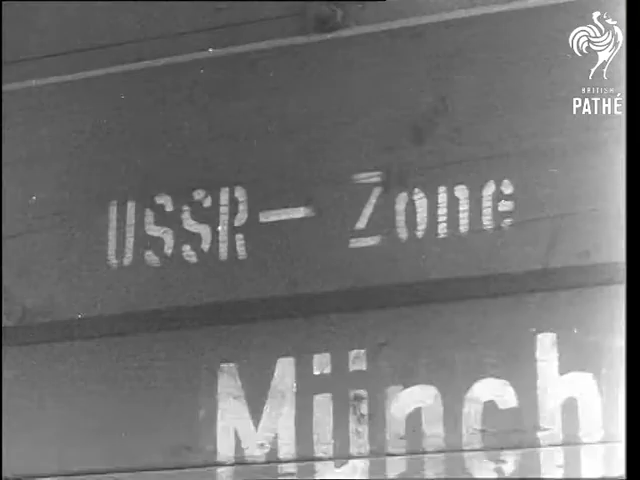 BRITISH
PATHÉ
USSR — Zone
Münch